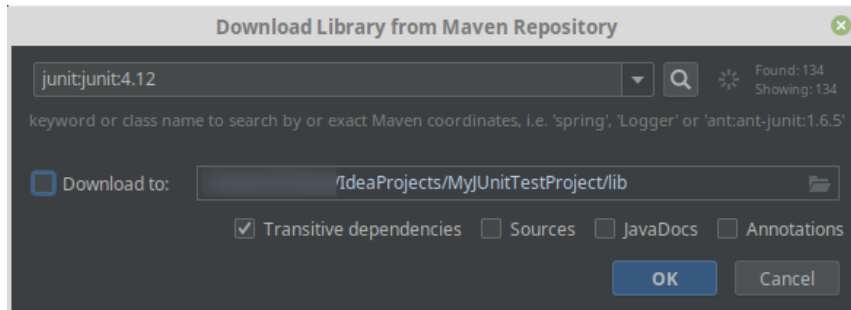 Download Library from Maven Repository
junit:junit:4.12
Found: 134
Showing: 134
keyword or class name to search by or exact Maven coordinates, i.e. 'spring', 'Logger' or 'ant:ant-junit:1.6.5'
Download to: /IdeaProjects/MyJUnitTestProject/lib
Transitive dependencies Sources JavaDocs Annotations
OK Cancel